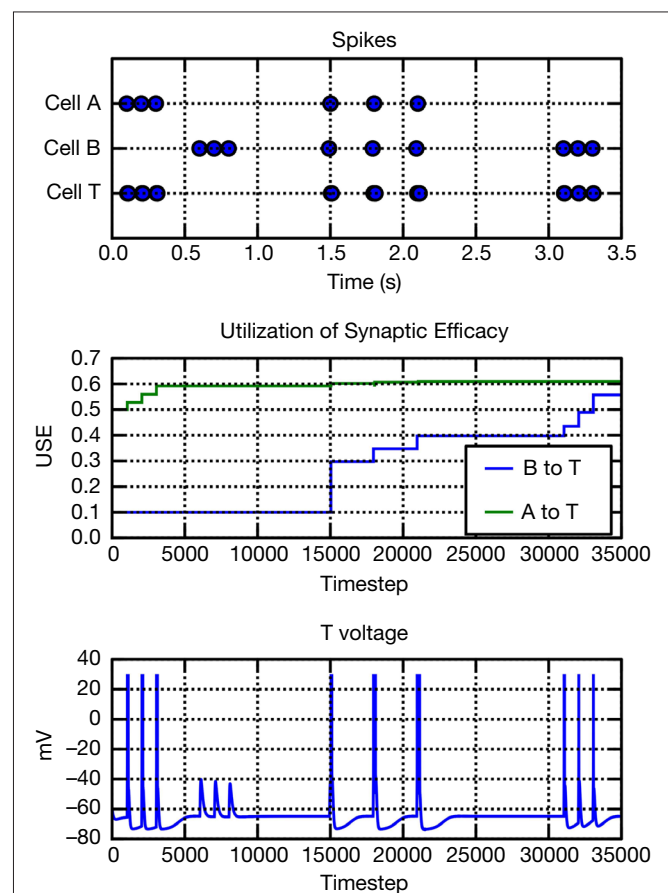 Spikes
Cell A
Cell B
Cell T
0.0 0.5 1.0 1.5 2.0 2.5 3.0 3.5
Time (s)
Utilization of Synaptic Efficacy
0.7
0.6
0.5
0.4
0.3
0.2
0.1
0.0
USE
B to T
A to T
0 5000 10000 15000 20000 25000 30000 35000
Timestep
T voltage
40
20
0
−20
−40
−60
−80
mV
0 5000 10000 15000 20000 25000 30000 35000
Timestep